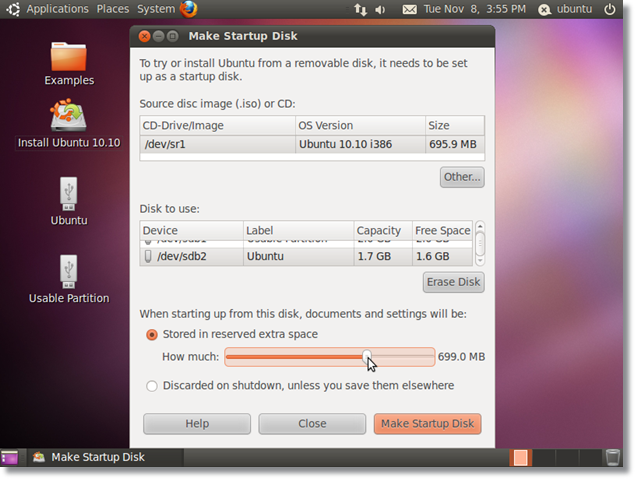 Applications Places System
Tue Nov 8, 3:55 PM ubuntu
Examples
Install Ubuntu 10.10
Ubuntu
Usable Partition
Make Startup Disk
To try or install Ubuntu from a removable disk, it needs to be set
up as a startup disk.
Source disc image (.iso) or CD:
CD-Drive/Image OS Version Size
/dev/sr1 Ubuntu 10.10 i386 695.9 MB
Other...
Disk to use:
Device Label Capacity Free Space
/dev/sdb2 Ubuntu 1.7 GB 1.6 GB
Erase Disk
When starting up from this disk, documents and settings will be:
Stored in reserved extra space
How much: 699.0 MB
Discarded on shutdown, unless you save them elsewhere
Help Close Make Startup Disk
Make Startup Disk